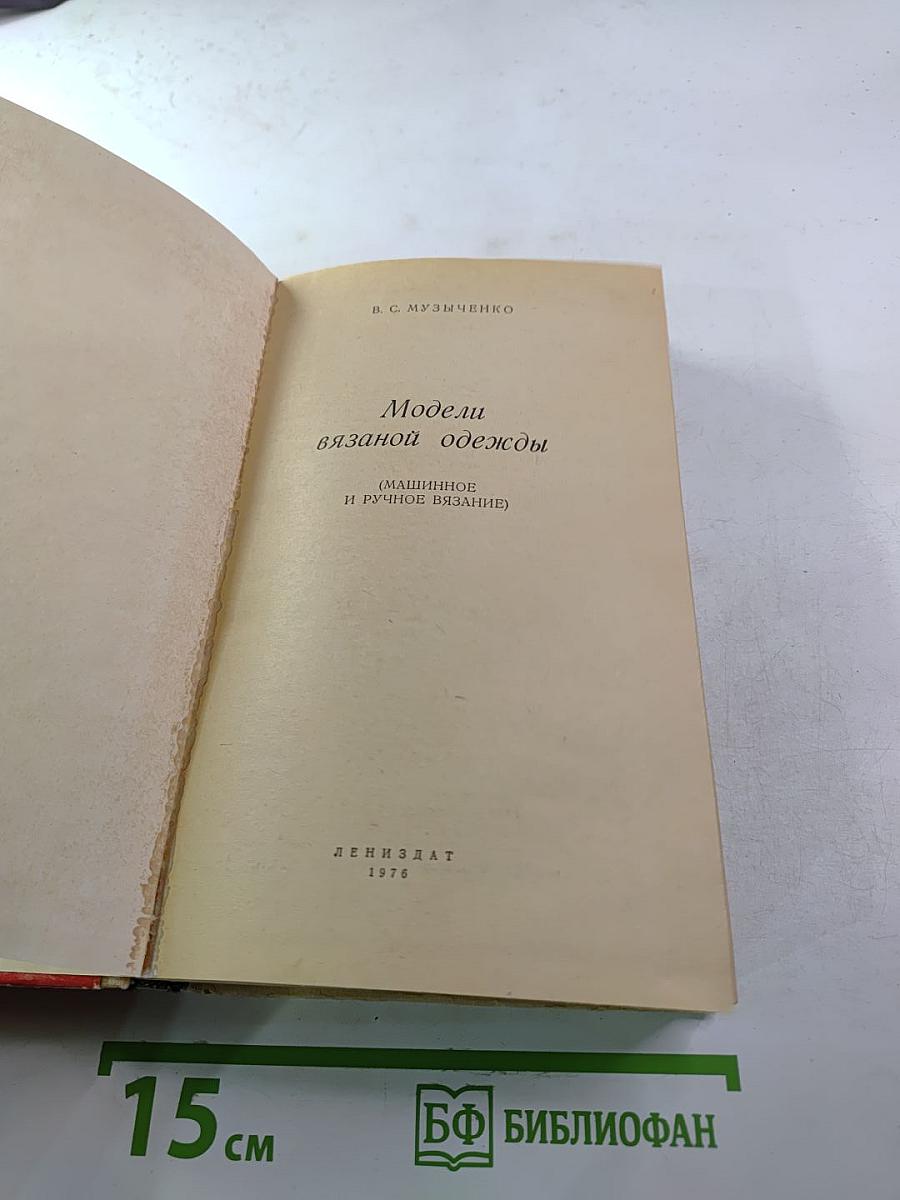 В. С. МУЗЫЧЕНКО
Модели
вязаной одежды
(МАШИННОЕ
И РУЧНОЕ ВЯЗАНИЕ)
ЛЕНИЗДАТ
1976
15 см
БФ БИБЛИОФАН